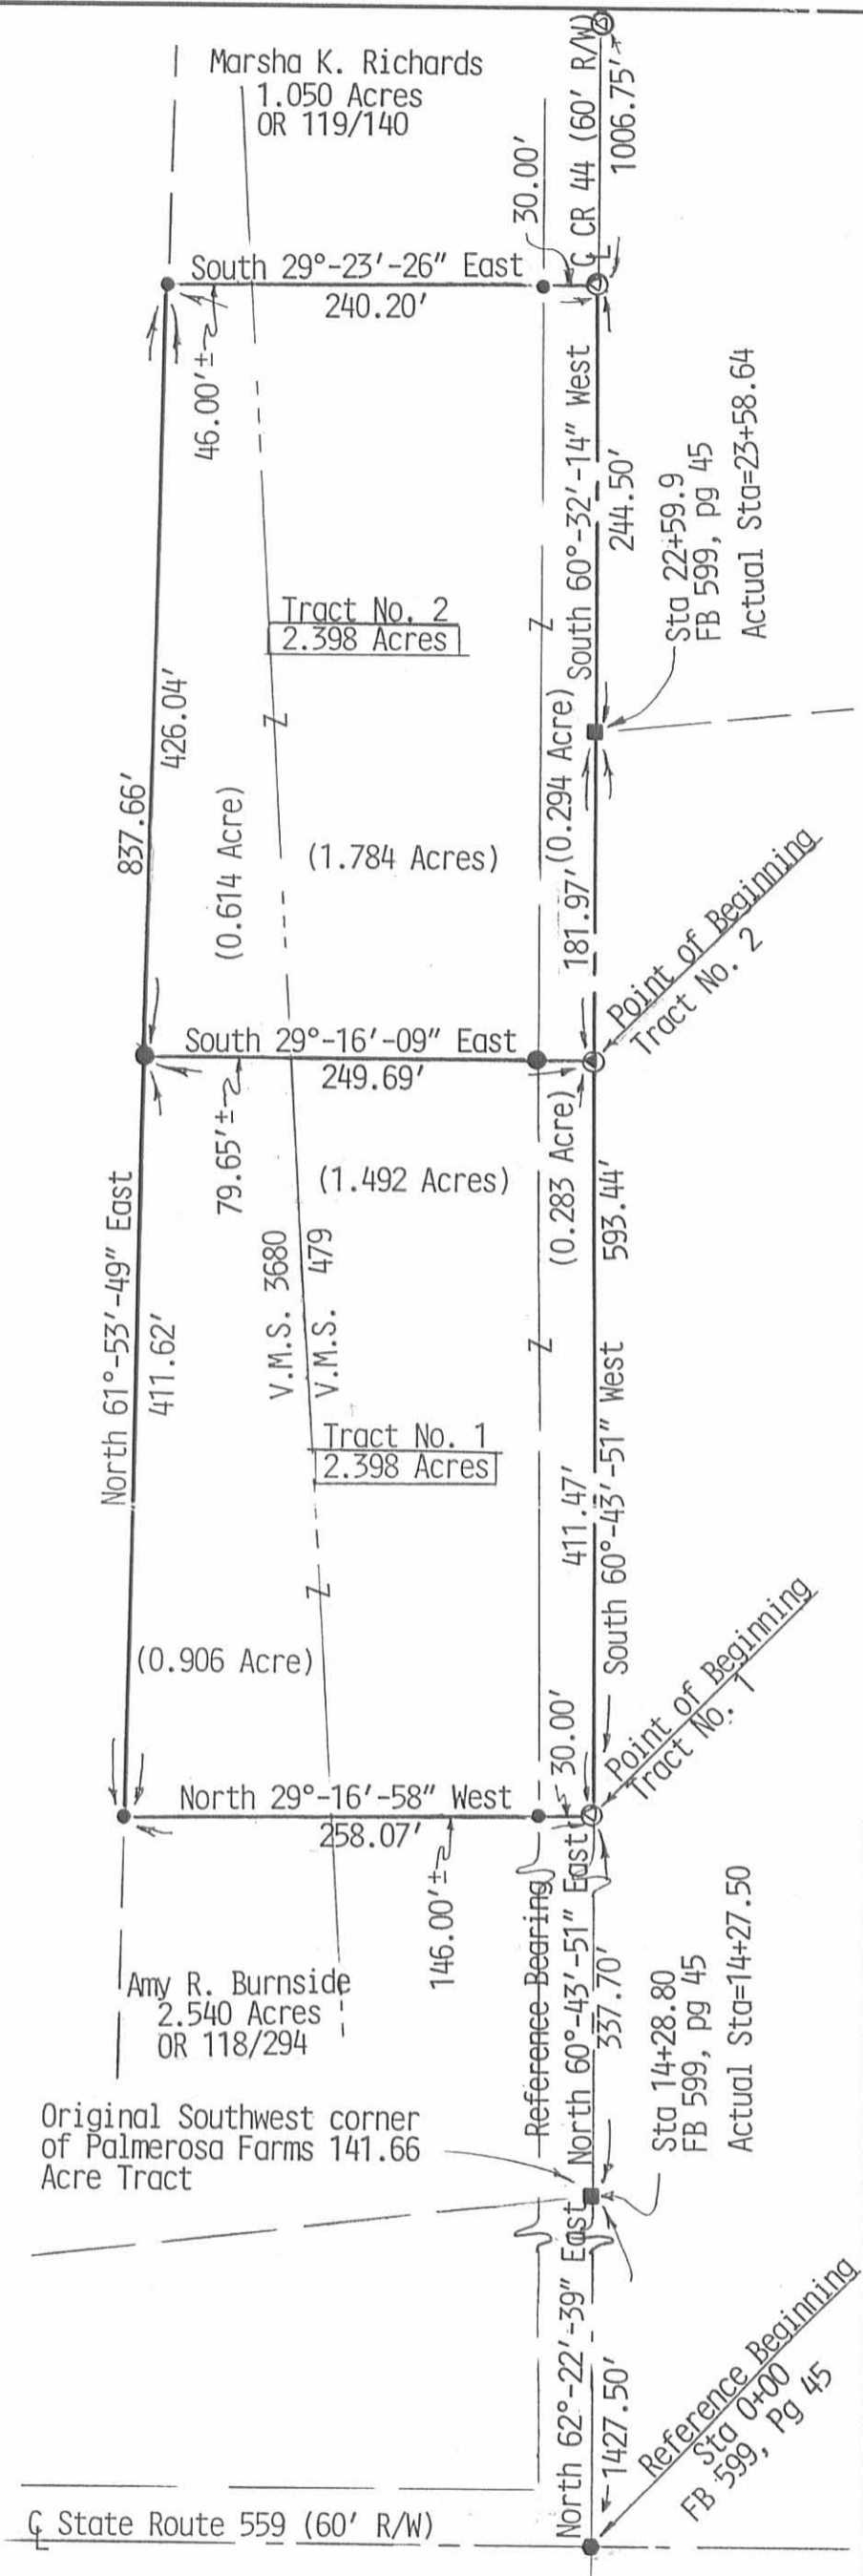 Marsha K. Richards
1.050 Acres
OR 119/140
30.00'
℄ CR 44 (60' R/W)
1006.75'
South 29°-23'-26" East
240.20'
46.00'±
South 60°-32'-14" West
244.50'
Sta 22+59.9
FB 599, pg 45
Actual Sta=23+58.64
Tract No. 2
2.398 Acres
Z
Z
837.66'
426.04'
(0.614 Acre)
(1.784 Acres)
(0.294 Acre)
181.97'
Point of Beginning
Tract No. 2
South 29°-16'-09" East
249.69'
79.65'±
(1.492 Acres)
(0.283 Acre)
593.44'
North 61°-53'-49" East
411.62'
V.M.S. 3680
V.M.S. 479
Z
Tract No. 1
2.398 Acres
411.47'
South 60°-43'-51" West
Z
(0.906 Acre)
Point of Beginning
Tract No. 1
30.00'
North 29°-16'-58" West
258.07'
146.00'±
Reference Bearing
North 60°-43'-51" East
337.70'
Sta 14+28.80
FB 599, pg 45
Actual Sta=14+27.50
Amy R. Burnside
2.540 Acres
OR 118/294
Original Southwest corner
of Palmerosa Farms 141.66
Acre Tract
North 62°-22'-39" East
1427.50'
Reference Beginning
Sta 0+00
FB 599, Pg 45
℄ State Route 559 (60' R/W)